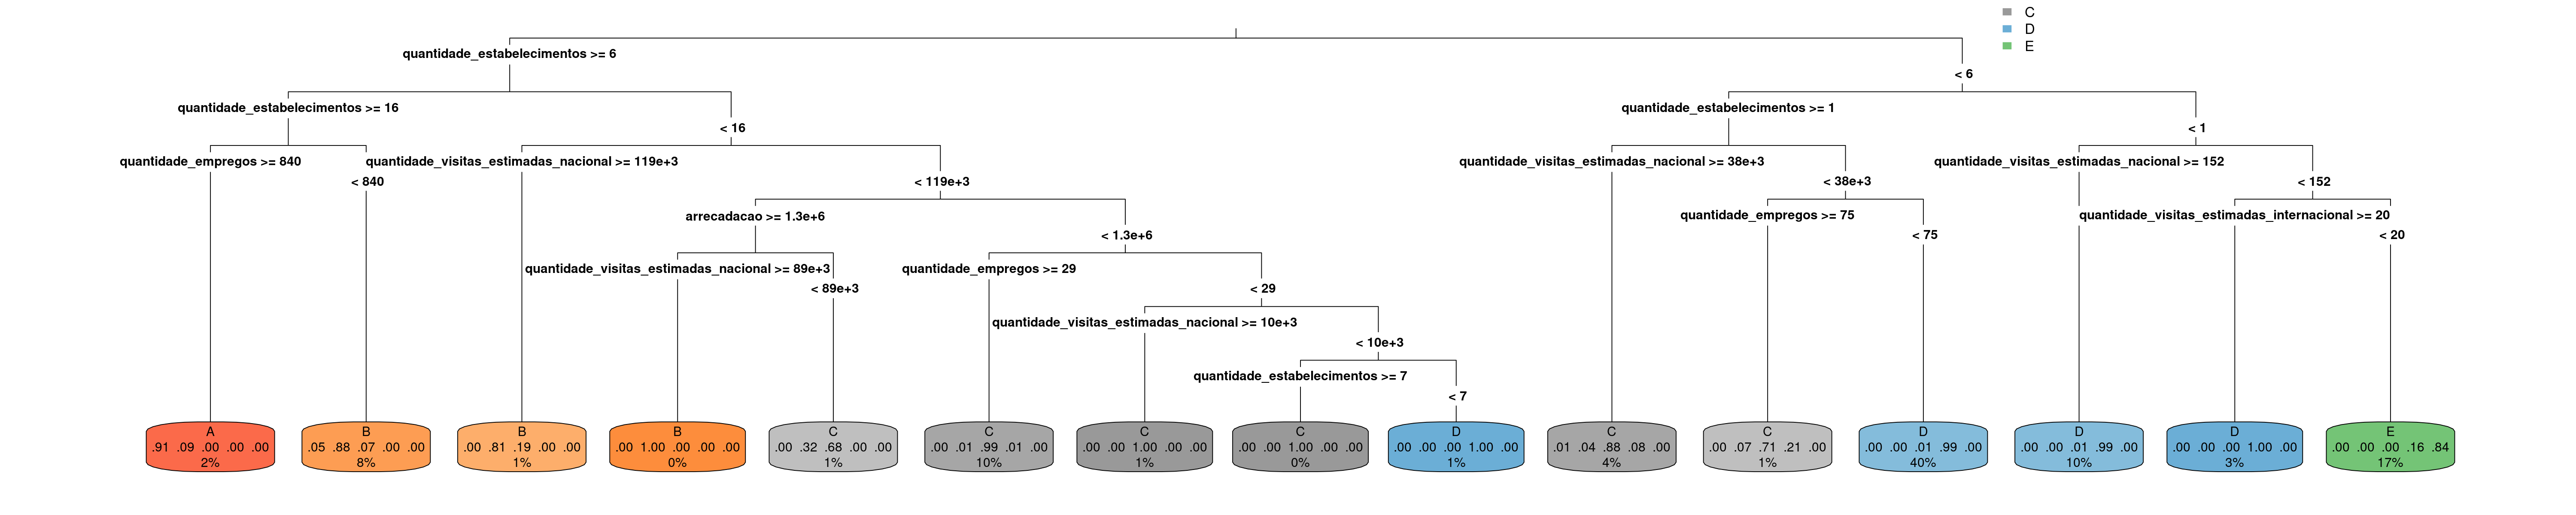 C
D
E
quantidade_estabelecimentos >= 6
< 6
quantidade_estabelecimentos >= 16
< 16
quantidade_estabelecimentos >= 1
< 1
quantidade_empregos >= 840
< 840
quantidade_visitas_estimadas_nacional >= 119e+3
< 119e+3
quantidade_visitas_estimadas_nacional >= 38e+3
< 38e+3
quantidade_visitas_estimadas_nacional >= 152
< 152
arrecadacao >= 1.3e+6
< 1.3e+6
quantidade_empregos >= 75
< 75
quantidade_visitas_estimadas_internacional >= 20
< 20
quantidade_visitas_estimadas_nacional >= 89e+3
< 89e+3
quantidade_empregos >= 29
< 29
quantidade_visitas_estimadas_nacional >= 10e+3
< 10e+3
quantidade_estabelecimentos >= 7
< 7
A
.91 .09 .00 .00 .00
2%
B
.05 .88 .07 .00 .00
8%
B
.00 .81 .19 .00 .00
1%
B
.00 1.00 .00 .00 .00
0%
C
.00 .32 .68 .00 .00
1%
C
.00 .01 .99 .01 .00
10%
C
.00 .00 1.00 .00 .00
1%
C
.00 .00 1.00 .00 .00
0%
D
.00 .00 .00 1.00 .00
1%
C
.01 .04 .88 .08 .00
4%
C
.00 .07 .71 .21 .00
1%
D
.00 .00 .01 .99 .00
40%
D
.00 .00 .01 .99 .00
10%
D
.00 .00 .00 1.00 .00
3%
E
.00 .00 .00 .16 .84
17%